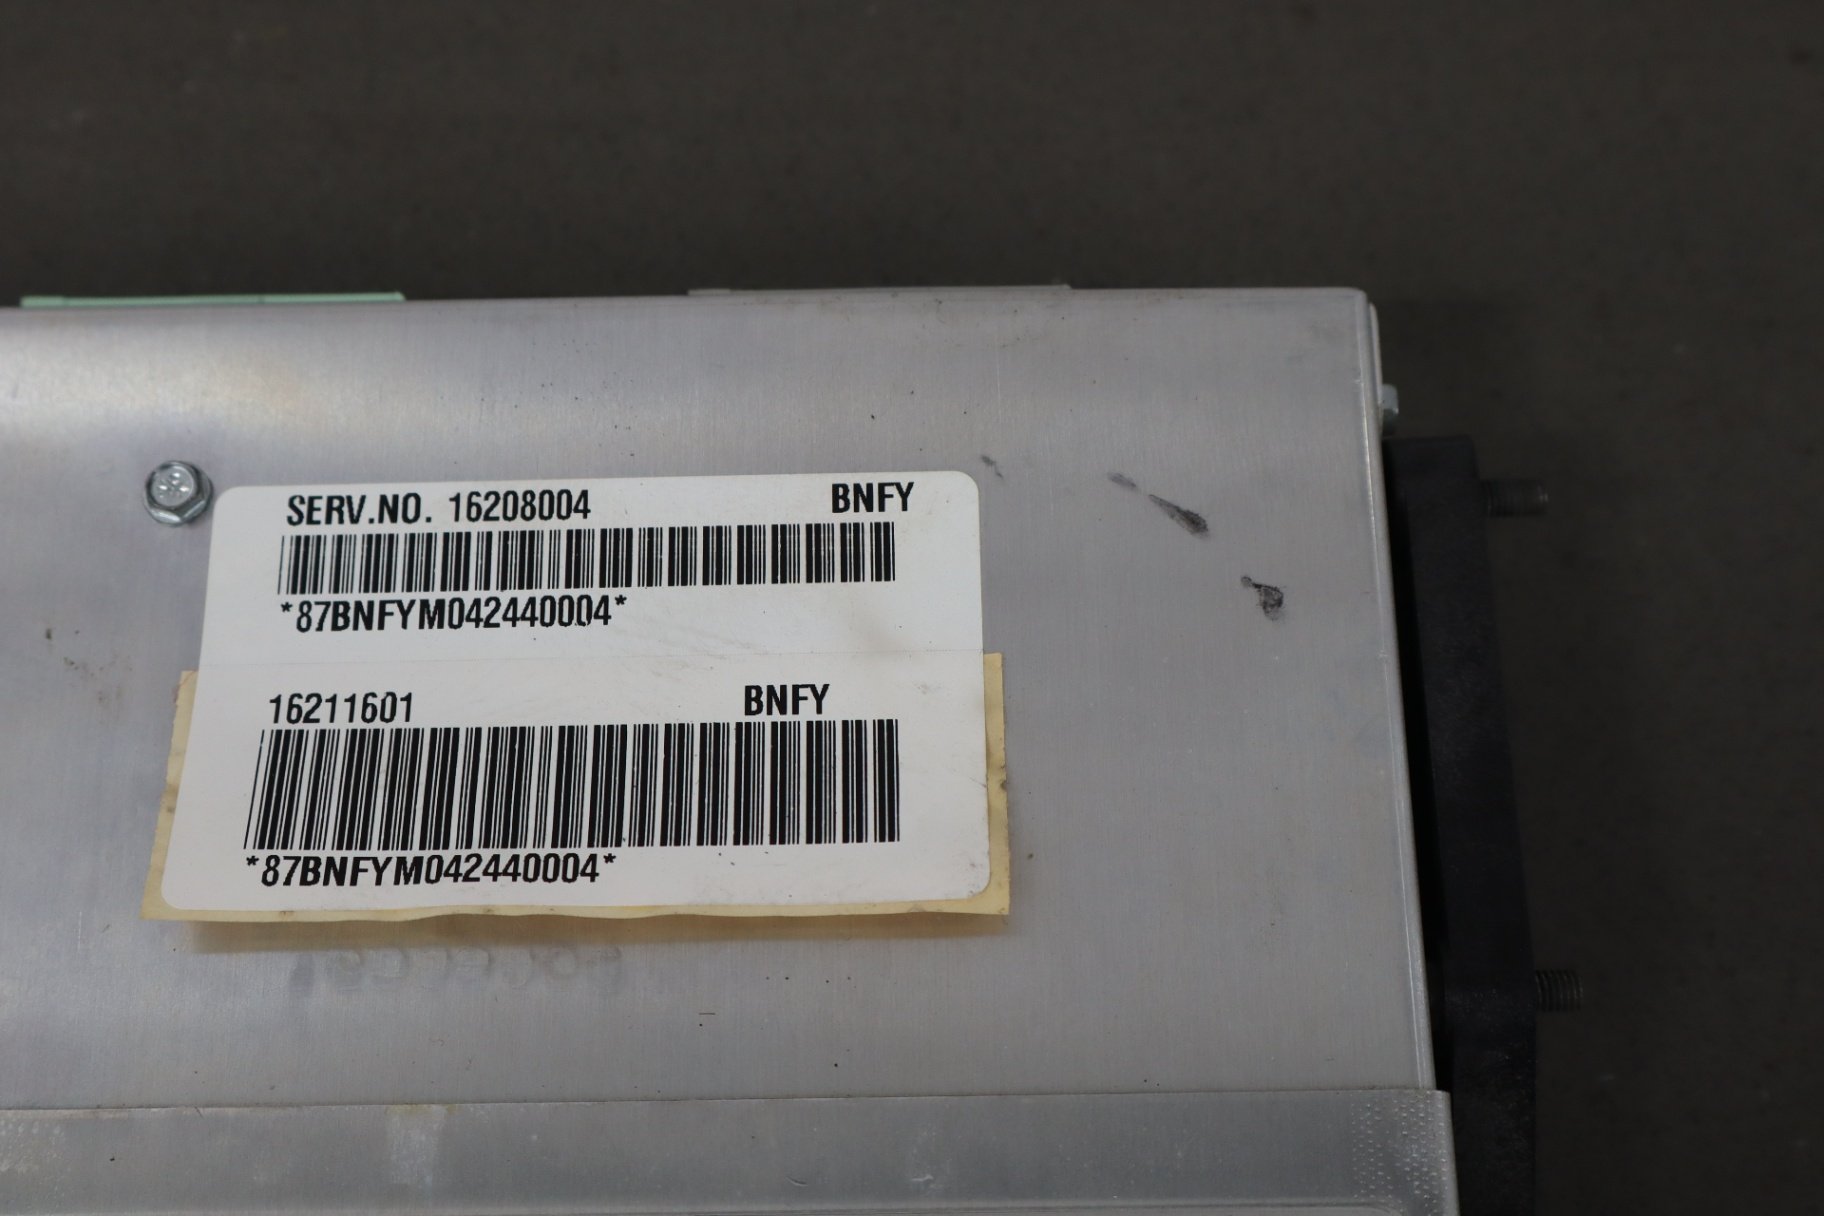 SERV.NO. 16208004 BNFY
*87BNFYM042440004*
16211601 BNFY
*87BNFYM042440004*